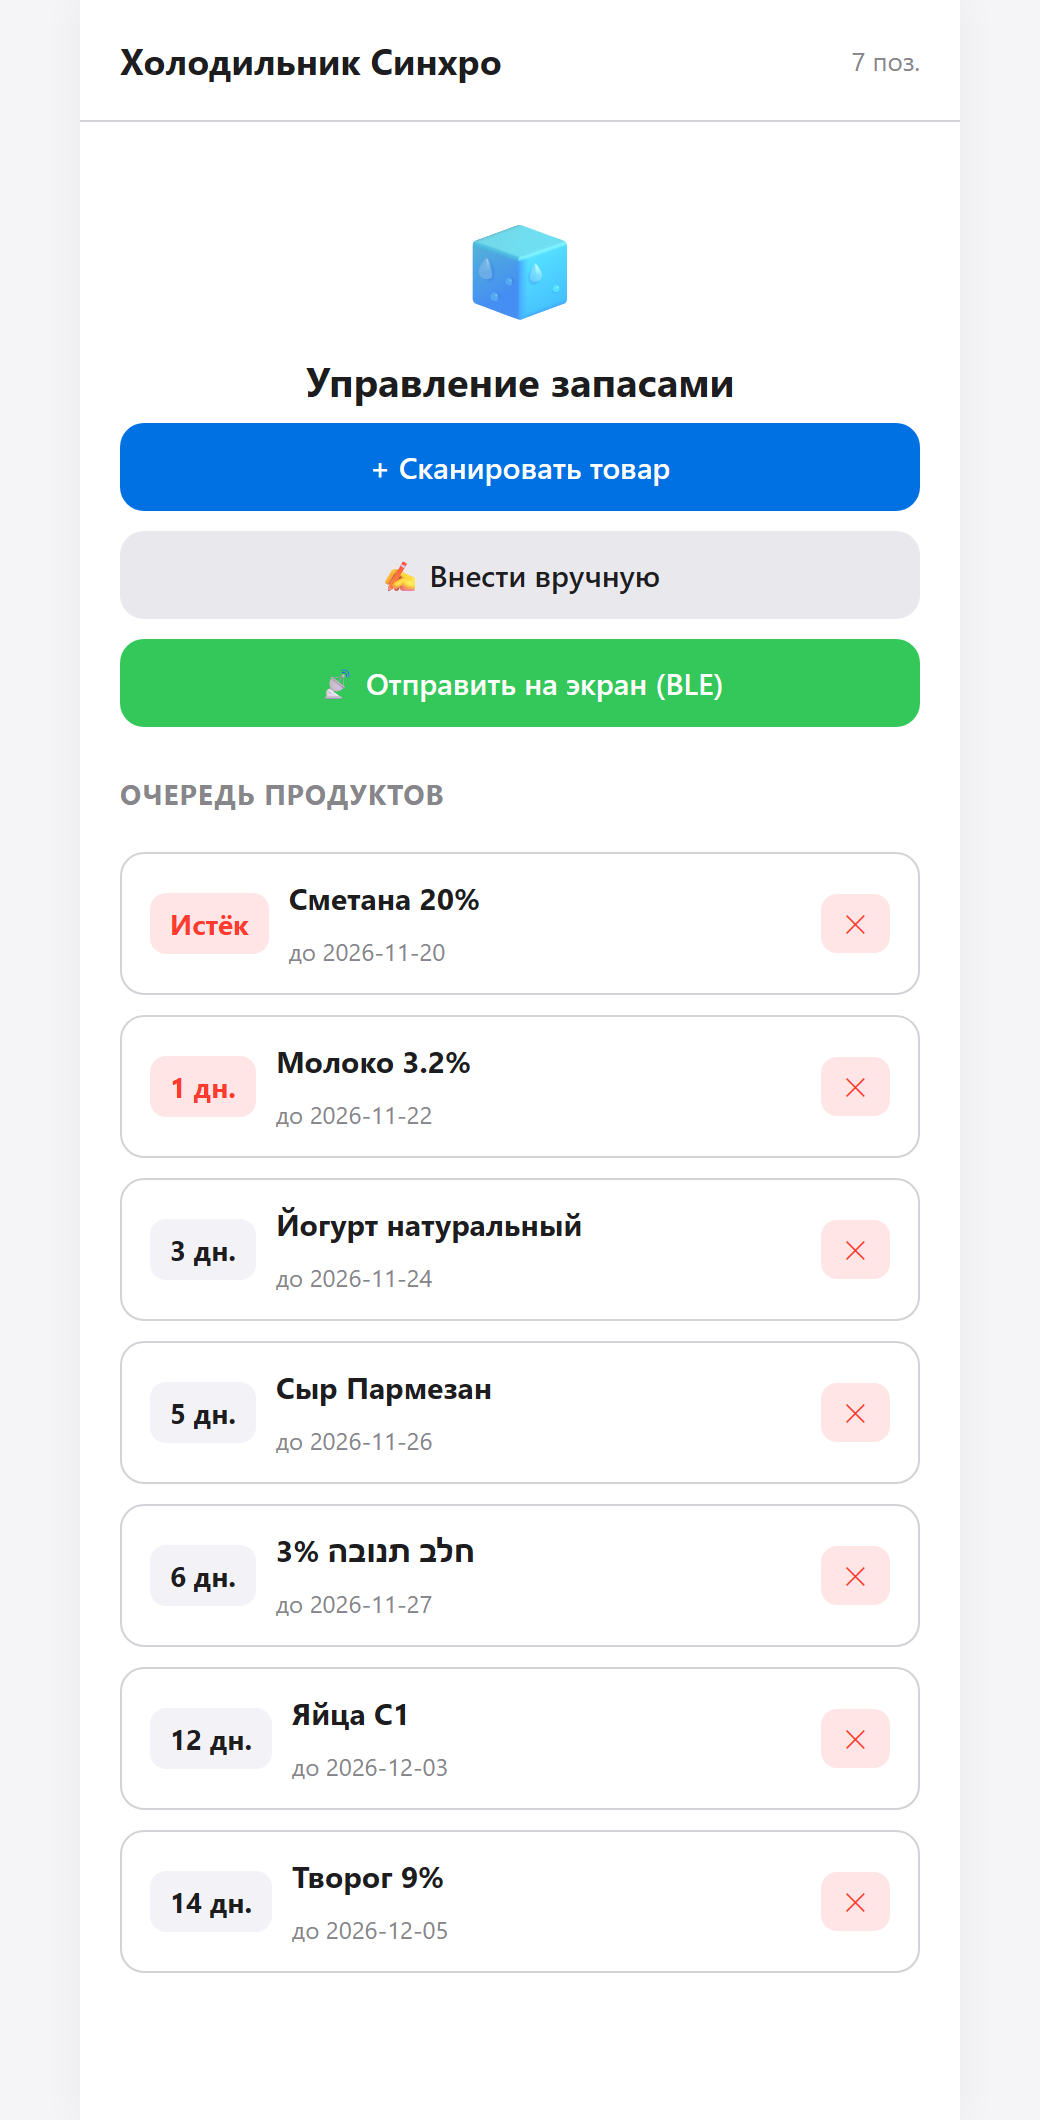 Холодильник Синхро
7 поз.
Управление запасами
+ Сканировать товар
✍️ Внести вручную
📡 Отправить на экран (BLE)
ОЧЕРЕДЬ ПРОДУКТОВ
Истёк
Сметана 20%
до 2026-11-20
×
1 дн.
Молоко 3.2%
до 2026-11-22
×
3 дн.
Йогурт натуральный
до 2026-11-24
×
5 дн.
Сыр Пармезан
до 2026-11-26
×
6 дн.
חלב תנובה 3%
до 2026-11-27
×
12 дн.
Яйца С1
до 2026-12-03
×
14 дн.
Творог 9%
до 2026-12-05
×